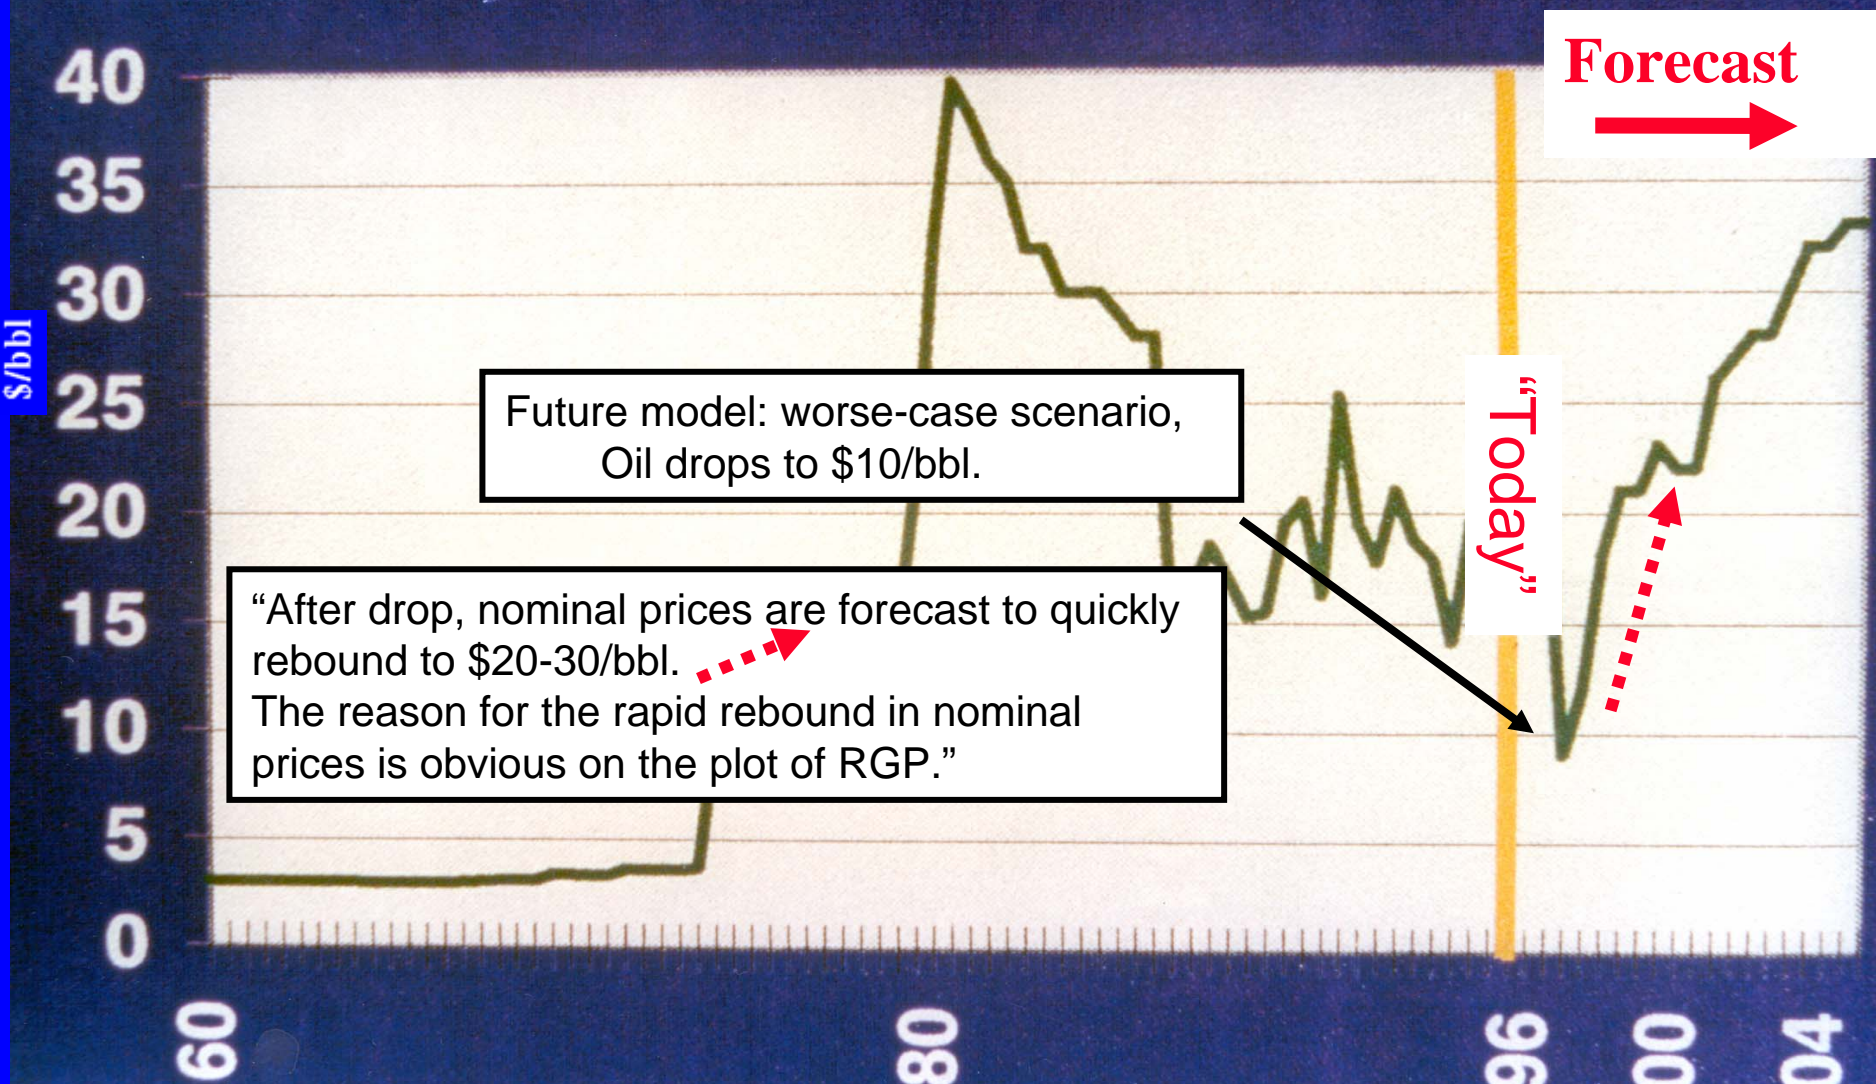 Forecast
40
35
30
25
20
15
10
5
0
$/bbl
Future model: worse-case scenario,
Oil drops to $10/bbl.
“Today”
“After drop, nominal prices are forecast to quickly
rebound to $20-30/bbl.
The reason for the rapid rebound in nominal
prices is obvious on the plot of RGP.”
60
80
96
00
04